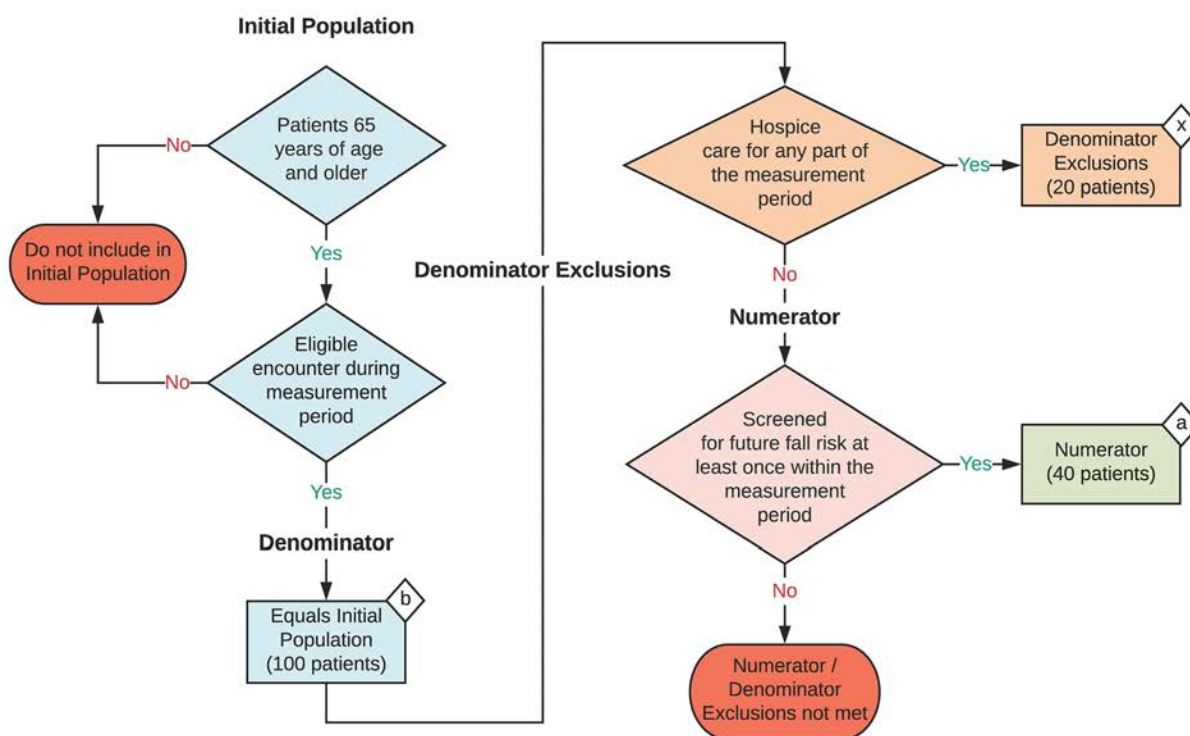 Initial Population
Patients 65
years of age
and older
No
Yes
Do not include in
Initial Population
Eligible
encounter during
measurement
period
No
Yes
Denominator
b
Equals Initial
Population
(100 patients)
Denominator Exclusions
Hospice
care for any part of
the measurement
period
Yes
x
Denominator
Exclusions
(20 patients)
No
Numerator
Screened
for future fall risk at
least once within the
measurement
period
Yes
a
Numerator
(40 patients)
No
Numerator /
Denominator
Exclusions not met